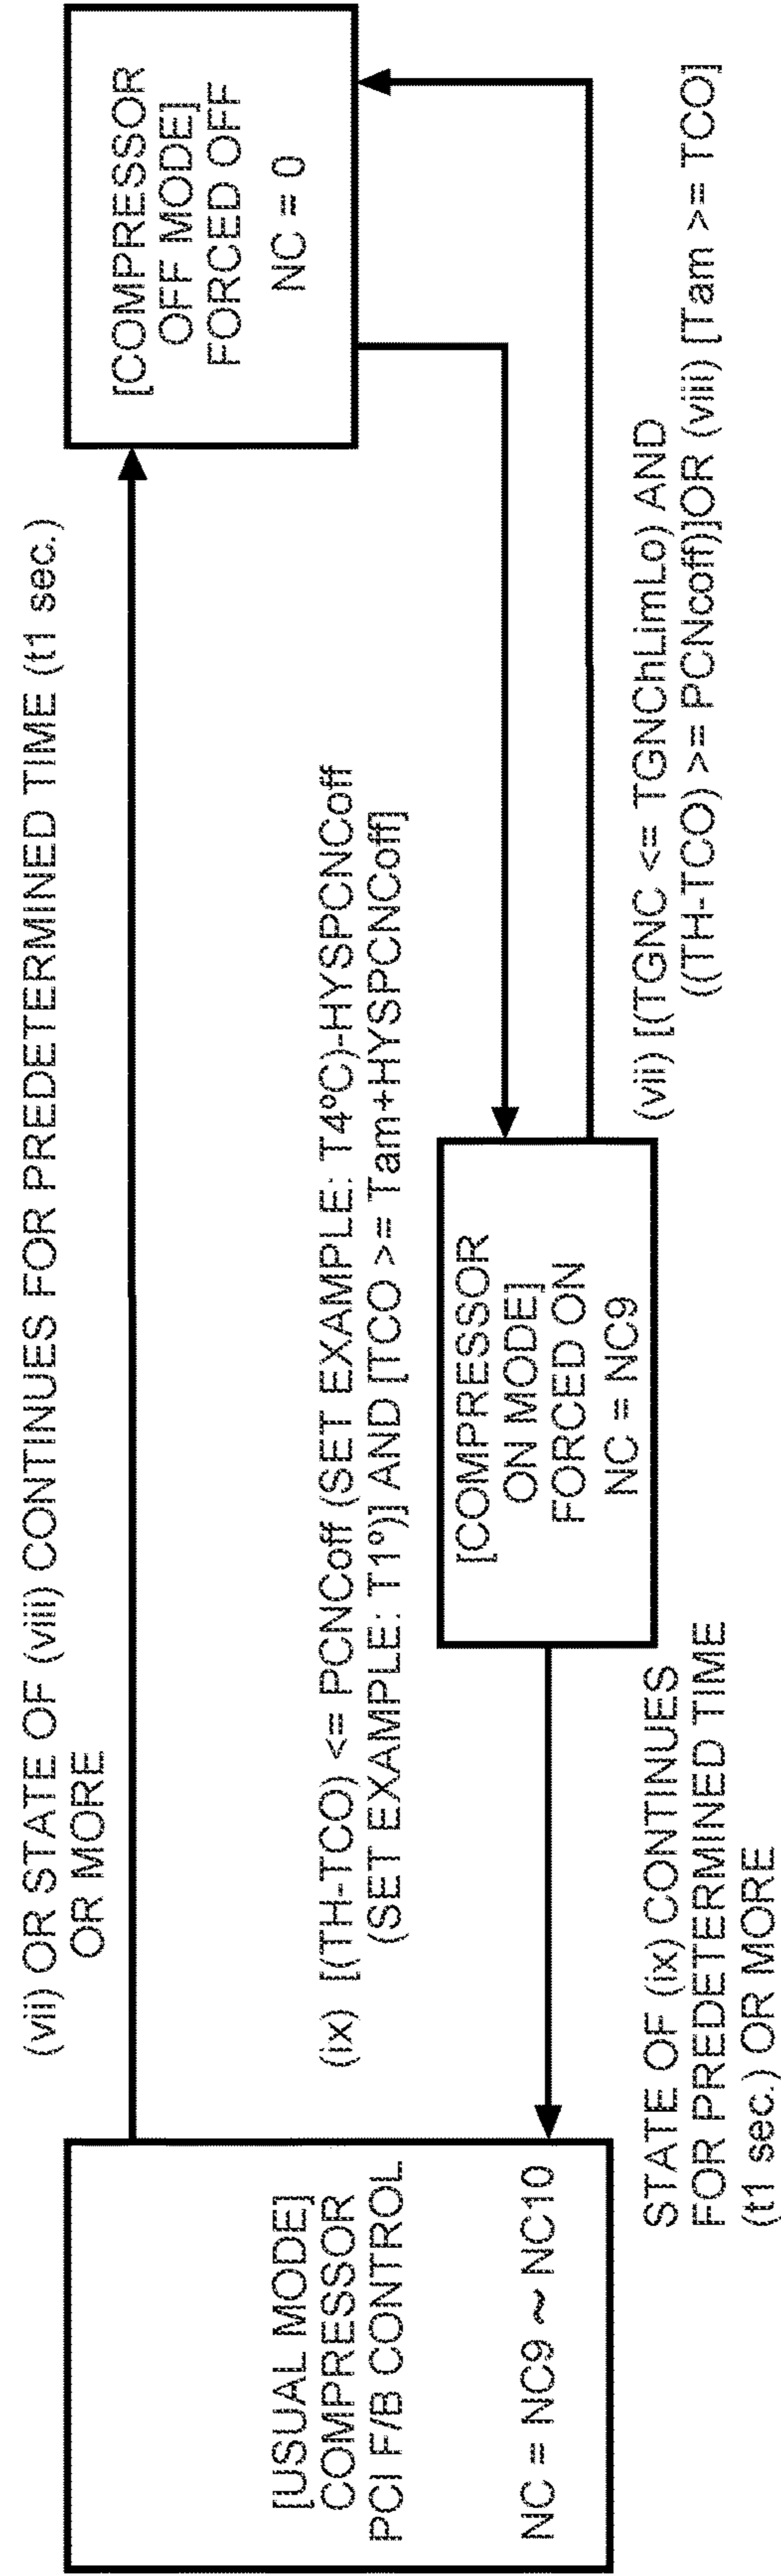 (vii) OR STATE OF (viii) CONTINUES FOR PREDETERMINED TIME (t1 sec.)
OR MORE
[USUAL MODE]
COMPRESSOR
PCI F/B CONTROL
NC = NC9 ~ NC10
(ix) [(TH-TCO) <= PCNCoff (SET EXAMPLE: T4ºC)-HYSPCNCoff
(SET EXAMPLE: T1º)] AND [TCO >= Tam+HYSPCNCoff]
[COMPRESSOR
OFF MODE]
FORCED OFF
NC = 0
[COMPRESSOR
ON MODE]
FORCED ON
NC = NC9
STATE OF (ix) CONTINUES
FOR PREDETERMINED TIME
(t1 sec.) OR MORE
(vii) [(TGNC <= TGNChLimLo) AND
((TH-TCO) >= PCNcoff)]OR (viii) [Tam >= TCO]